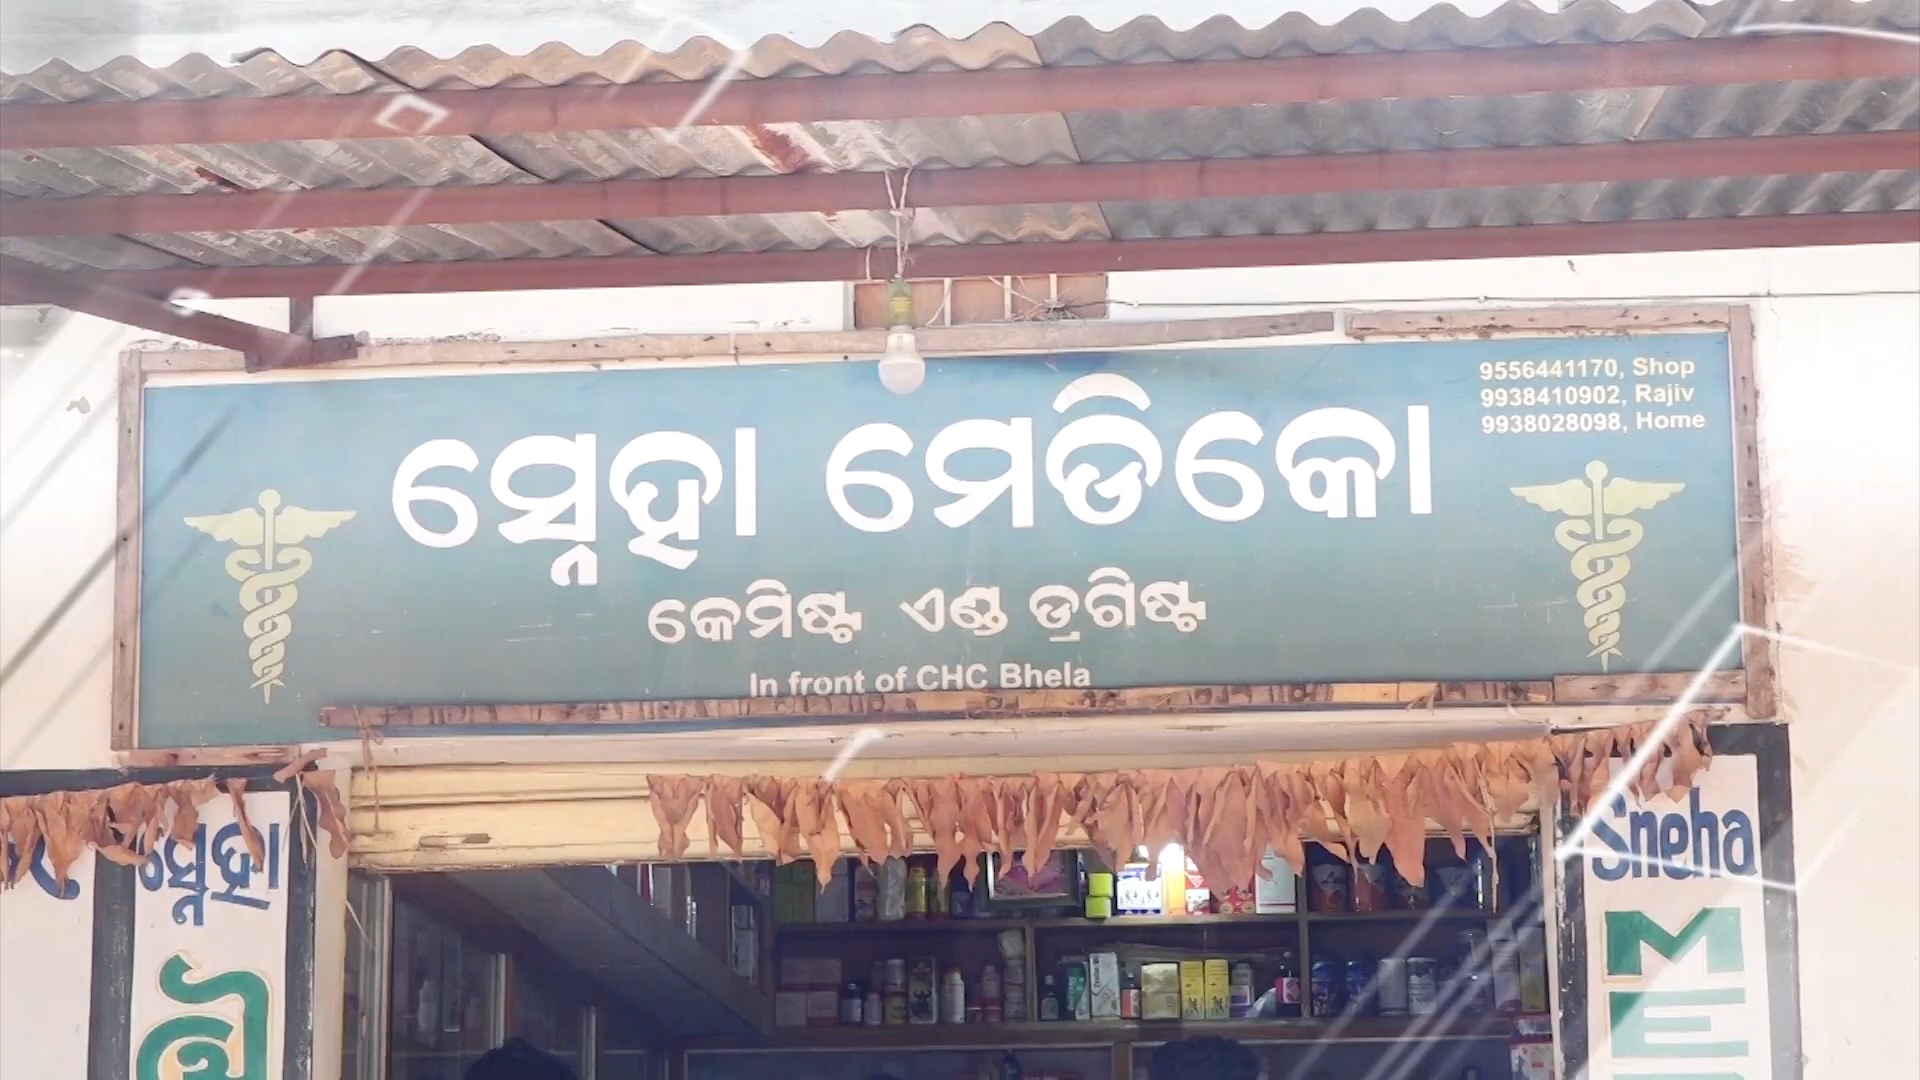 9556441170, Shop
9938410902, Rajiv
9938028098, Home
ସ୍ନେହା ମେଡିକୋ
କେମିଷ୍ଟ ଏଣ୍ଡ ଡ୍ରଗିଷ୍ଟ
In front of CHC Bhela
ସ୍ନେହା
Sneha
ME